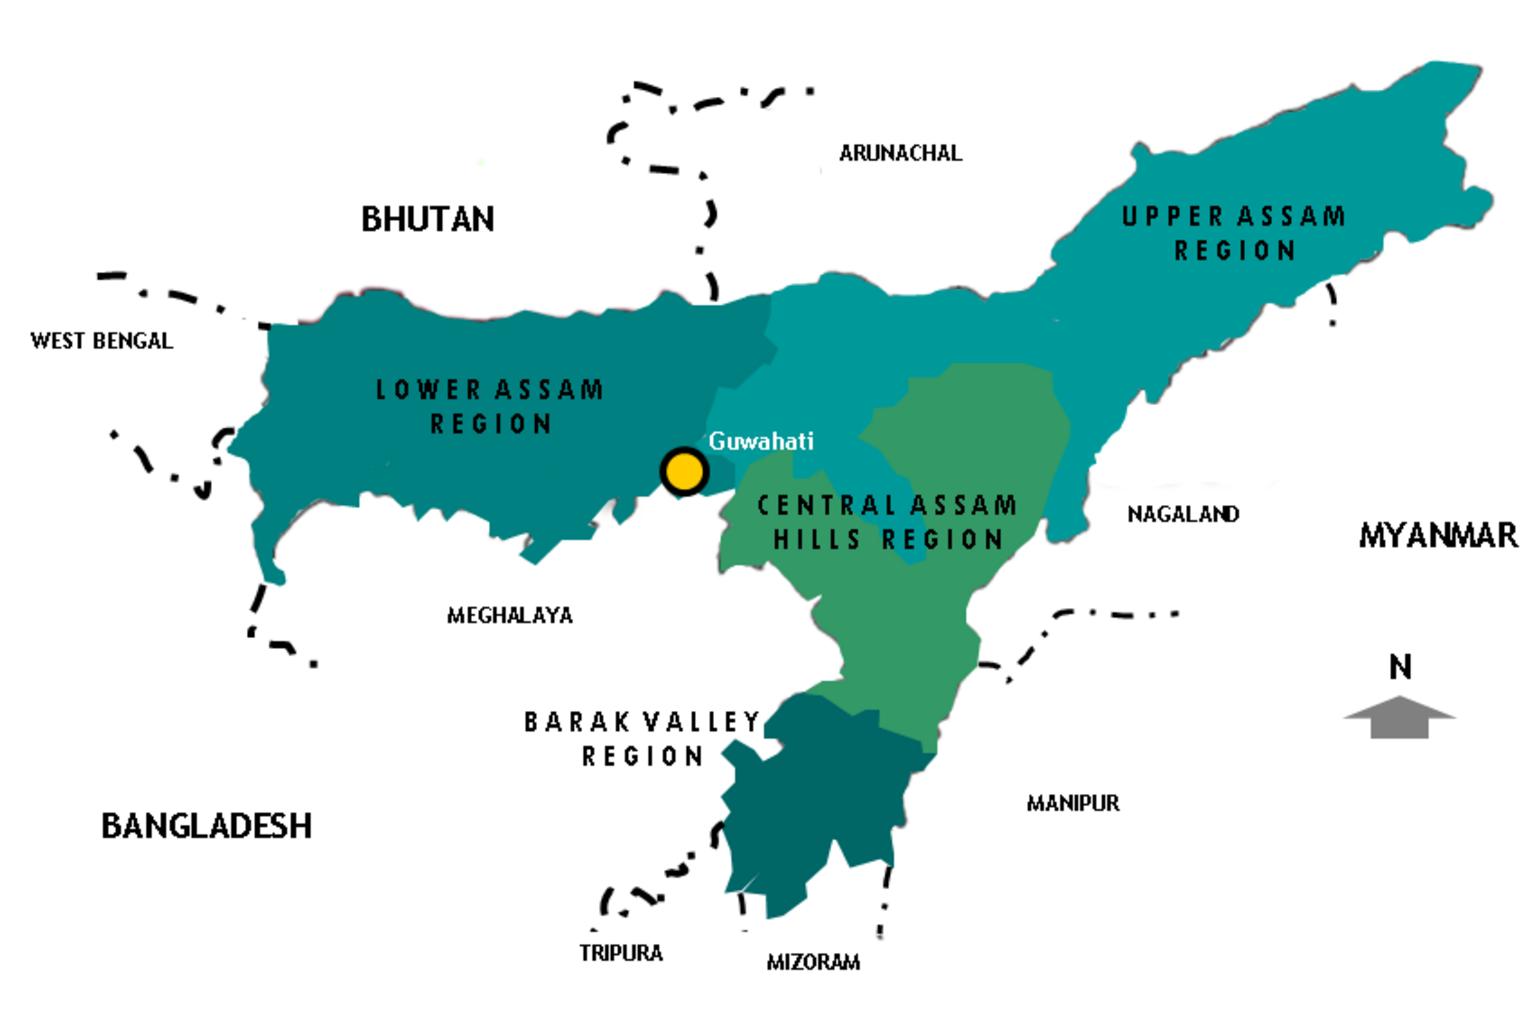 ARUNACHAL
BHUTAN
UPPER ASSAM
REGION
WEST BENGAL
LOWER ASSAM
REGION
Guwahati
CENTRAL ASSAM
HILLS REGION
NAGALAND
MYANMAR
MEGHALAYA
N
BARAK VALLEY
REGION
MANIPUR
BANGLADESH
TRIPURA
MIZORAM